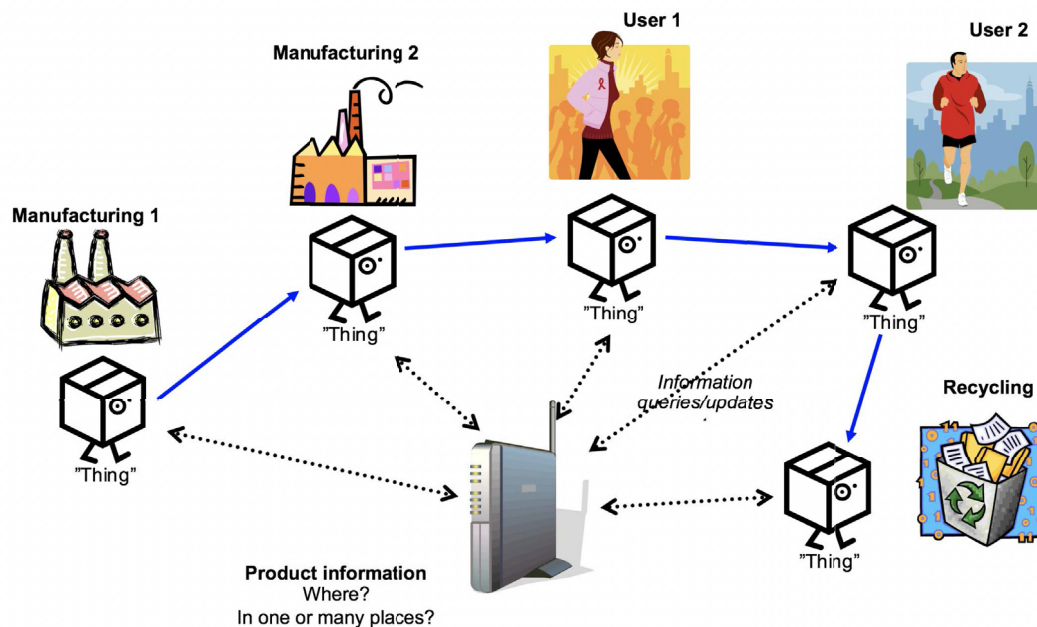 User 1
User 2
Manufacturing 2
Manufacturing 1
”Thing”
”Thing”
”Thing”
Information
queries/updates
Recycling
”Thing”
”Thing”
Product information
Where?
In one or many places?